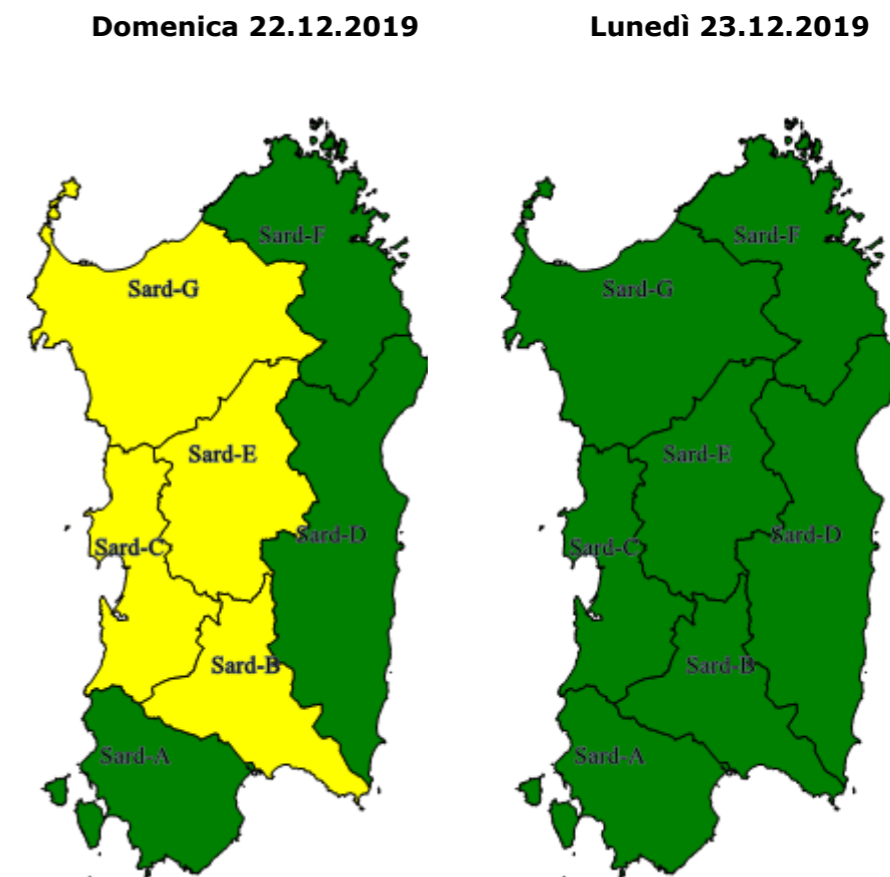 Domenica 22.12.2019
Lunedì 23.12.2019
Sard-F
Sard-G
Sard-E
Sard-C
Sard-D
Sard-B
Sard-A
Sard-F
Sard-G
Sard-E
Sard-C
Sard-D
Sard-B
Sard-A